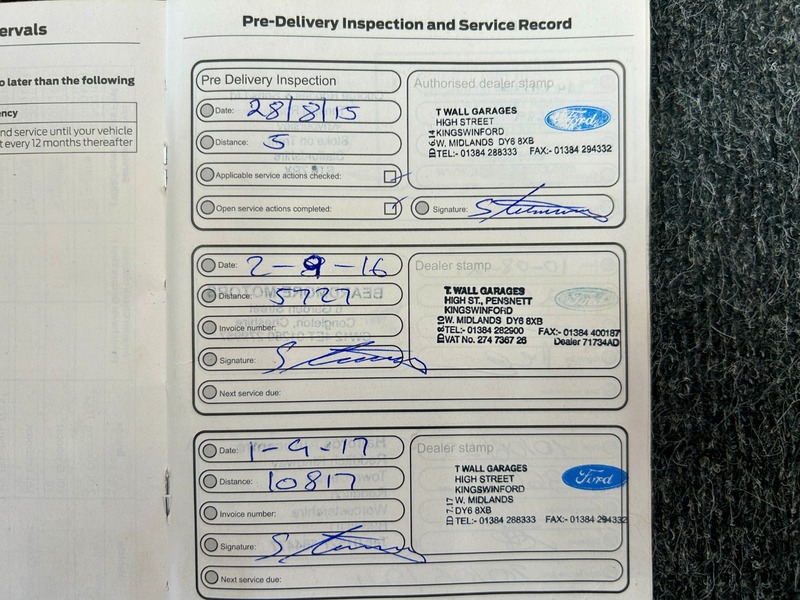 ervals
o later than the following
ency
nd service until your vehicle
t every 12 months thereafter
Pre-Delivery Inspection and Service Record
Pre Delivery Inspection
Date: 28/8/15
Distance: 5
Applicable service actions checked:
Open service actions completed:
Authorised dealer stamp
T WALL GARAGES
HIGH STREET
KINGSWINFORD
W. MIDLANDS DY6 8XB
TEL:- 01384 288333 FAX:- 01384 294332
Ford
Signature:
Date: 2-9-16
Distance: 5727
Invoice number:
Signature:
Next service due:
Dealer stamp
T. WALL GARAGES
HIGH ST., PENSNETT
KINGSWINFORD
W. MIDLANDS DY6 8XB
TEL:- 01384 282900 FAX:- 01384 400187
VAT No. 274 7367 26 Dealer 71734AD
Date: 1-9-17
Distance: 10817
Invoice number:
Signature:
Next service due:
Dealer stamp
T WALL GARAGES
HIGH STREET
KINGSWINFORD
W. MIDLANDS
DY6 8XB
TEL:- 01384 288333 FAX:- 01384 294332
Ford